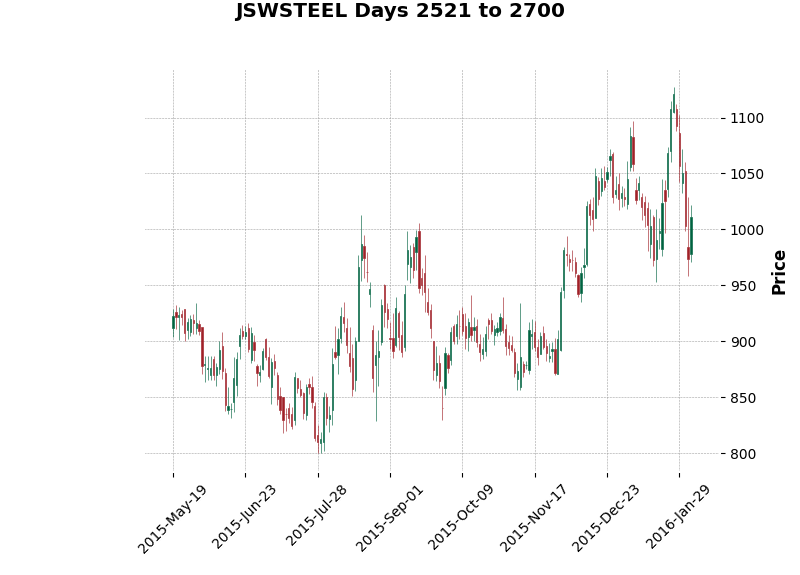 JSWSTEEL Days 2521 to 2700
1100
1050
1000
950
900
850
800
Price
2015-May-19
2015-Jun-23
2015-Jul-28
2015-Sep-01
2015-Oct-09
2015-Nov-17
2015-Dec-23
2016-Jan-29